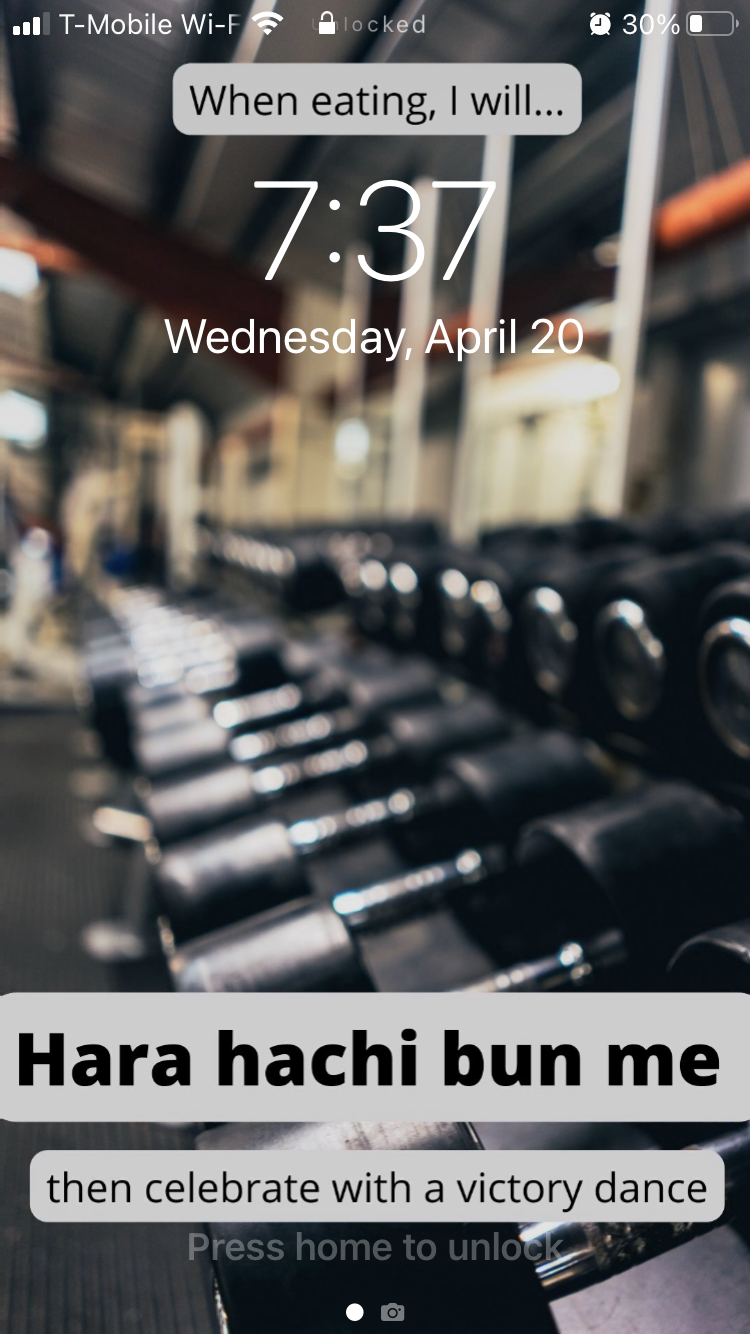 T-Mobile Wi-F
locked
30%
When eating, I will...
7:37
Wednesday, April 20
Hara hachi bun me
then celebrate with a victory dance
Press home to unlock